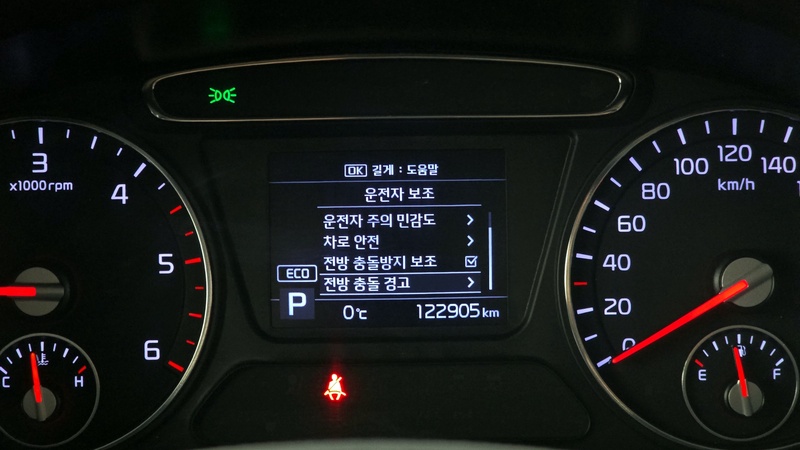 OK 길게 : 도움말
운전자 보조
운전자 주의 민감도
차로 안전
전방 충돌방지 보조
전방 충돌 경고
ECO
P
0℃
122905 km
3
x1000rpm
4
5
6
C
H
0
20
40
60
80
100
120
140
km/h
E
F